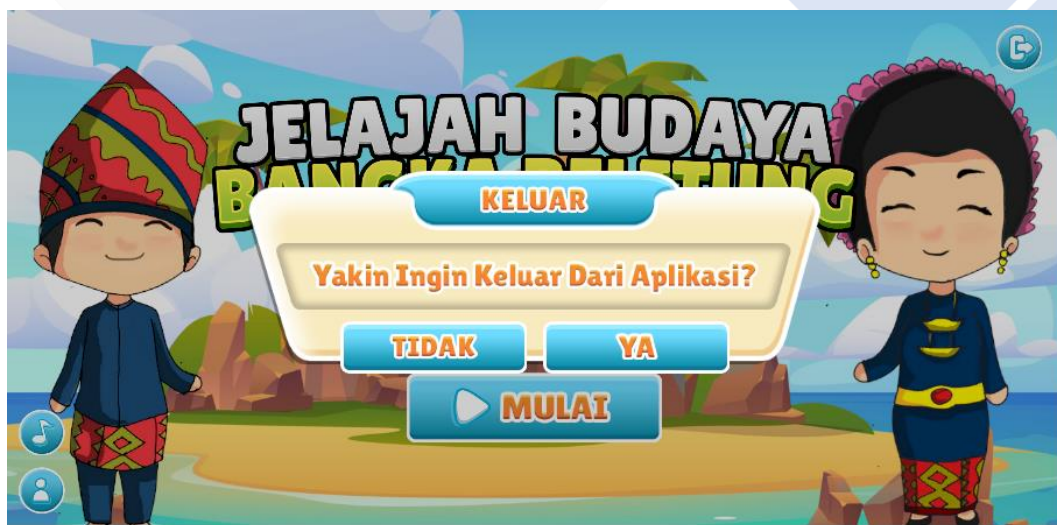 JELAJAH BUDAYA
KELUAR
Yakin Ingin Keluar Dari Aplikasi?
TIDAK
YA
MULAI